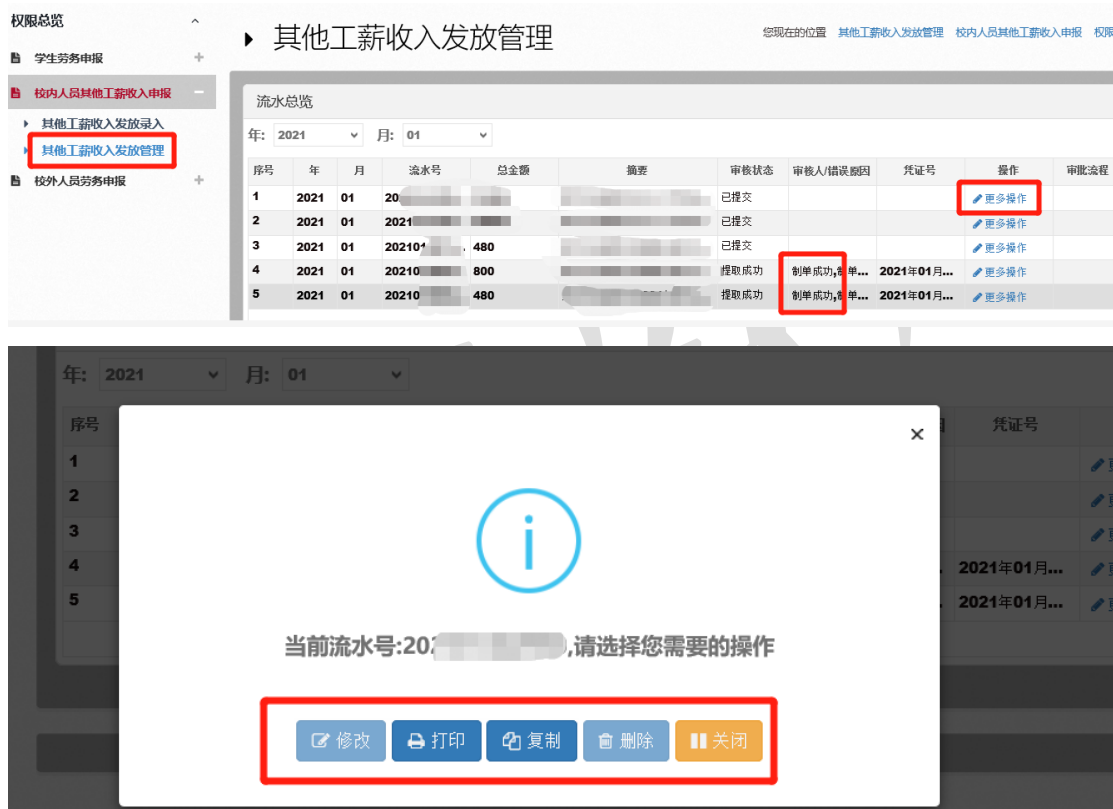 权限总览
学生劳务申报
校内人员其他工薪收入申报
其他工薪收入发放录入
其他工薪收入发放管理
校外人员劳务申报
其他工薪收入发放管理
您现在的位置 其他工薪收入发放管理 校内人员其他工薪收入申报 权限
流水总览
年: 2021 月: 01
序号 年 月 流水号 总金额 摘要 审核状态 审核人/错误原因 凭证号 操作 审批流程
1 2021 01 20 已提交 更多操作
2 2021 01 2021 已提交 更多操作
3 2021 01 20210 480 已提交 更多操作
4 2021 01 20210 800 提取成功 制单成功,制单... 2021年01月... 更多操作
5 2021 01 20210 480 提取成功 制单成功,制单... 2021年01月... 更多操作
年: 2021 月: 01
序号 凭证号
1
2
3
4 2021年01月...
5 2021年01月...
当前流水号:202 ,请选择您需要的操作
修改 打印 复制 删除 关闭